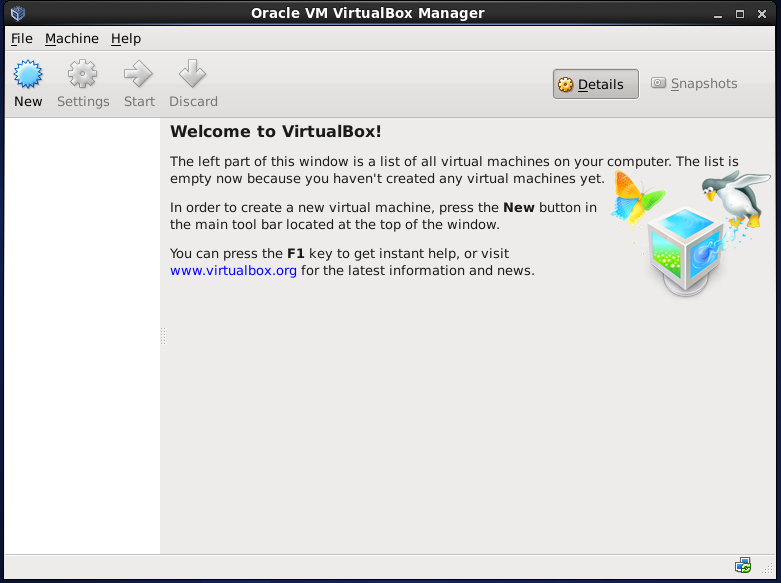 Oracle VM VirtualBox Manager
File Machine Help
New Settings Start Discard Details Snapshots
Welcome to VirtualBox!
The left part of this window is a list of all virtual machines on your computer. The list is
empty now because you haven't created any virtual machines yet.
In order to create a new virtual machine, press the New button in
the main tool bar located at the top of the window.
You can press the F1 key to get instant help, or visit
www.virtualbox.org for the latest information and news.